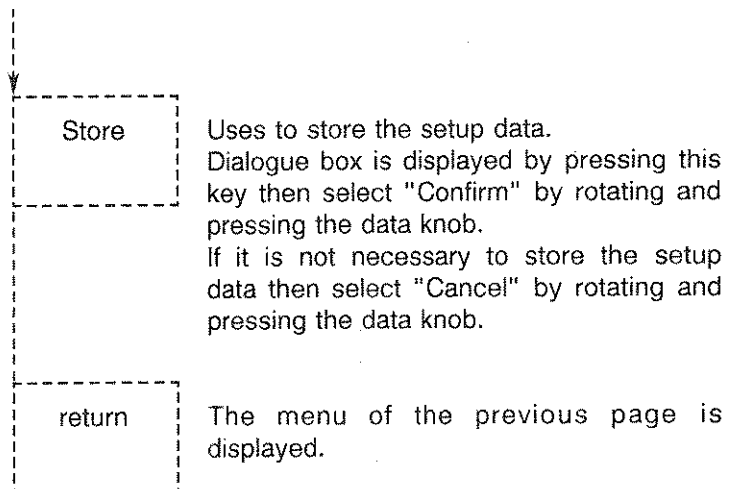 Store
Uses to store the setup data.
Dialogue box is displayed by pressing this
key then select "Confirm" by rotating and
pressing the data knob.
If it is not necessary to store the setup
data then select "Cancel" by rotating and
pressing the data knob.
return
The menu of the previous page is
displayed.